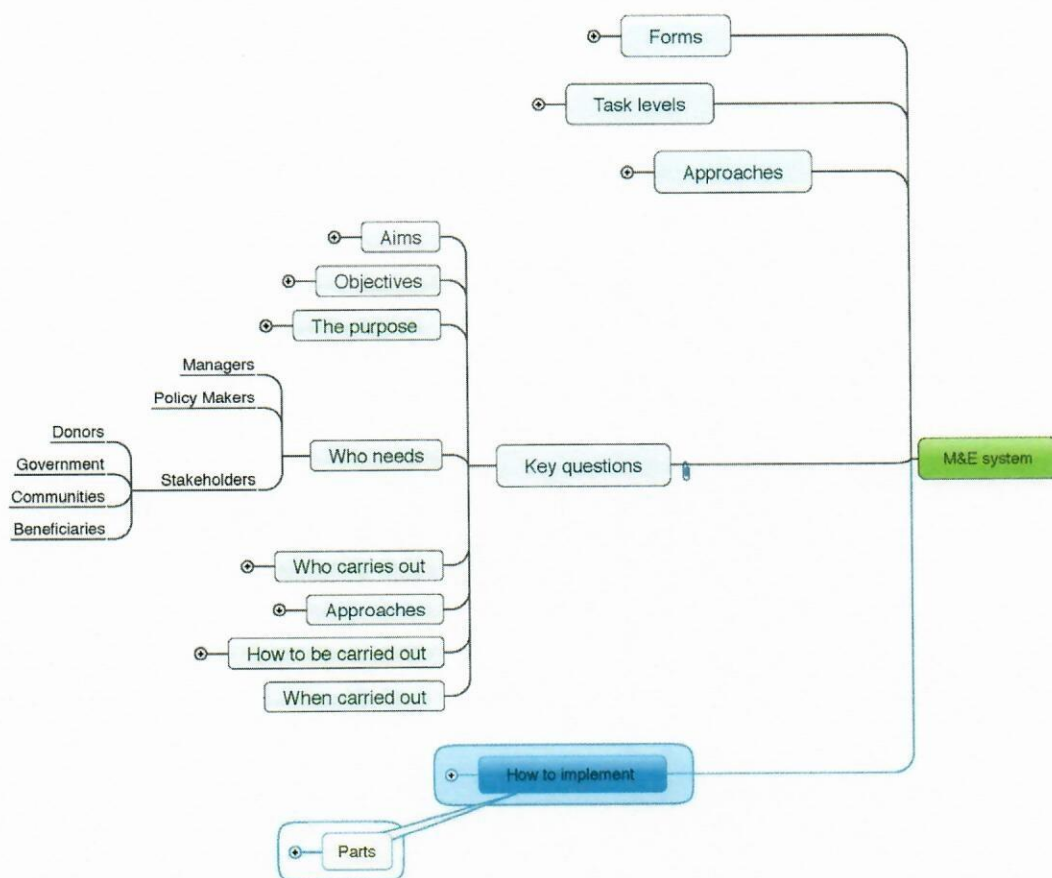 Forms
Task levels
Approaches
Aims
Objectives
The purpose
Managers
Policy Makers
Donors
Government
Communities
Beneficiaries
Stakeholders
Who needs
Key questions
M&E system
Who carries out
Approaches
How to be carried out
When carried out
How to implement
Parts